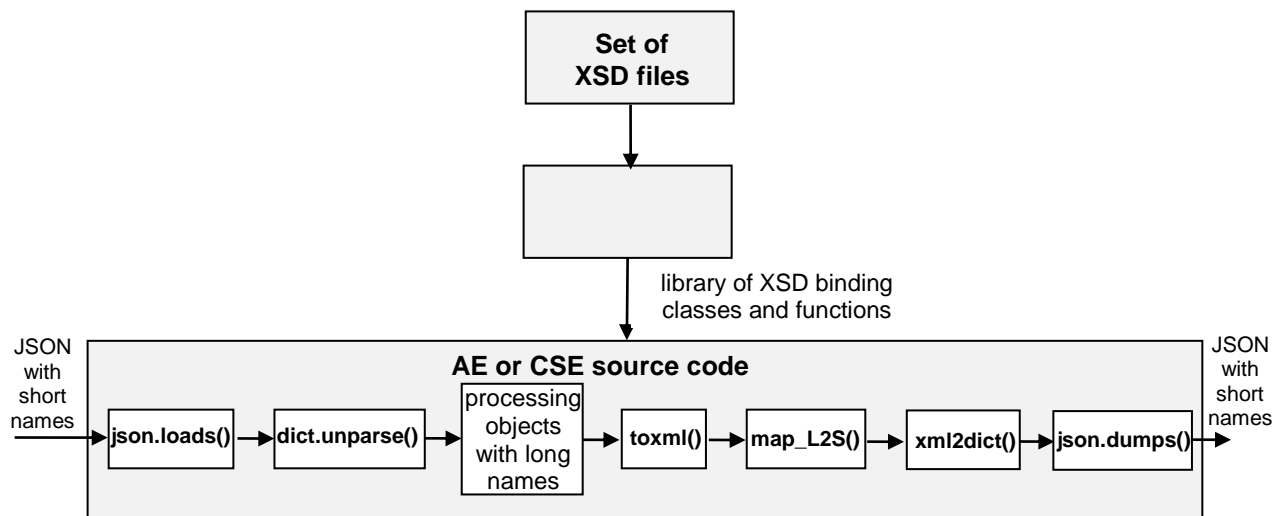 Set of
XSD files
library of XSD binding
classes and functions
JSON
with
short
names
AE or CSE source code
json.loads()
dict.unparse()
processing
objects
with long
names
toxml()
map_L2S()
xml2dict()
json.dumps()
JSON
with
short
names